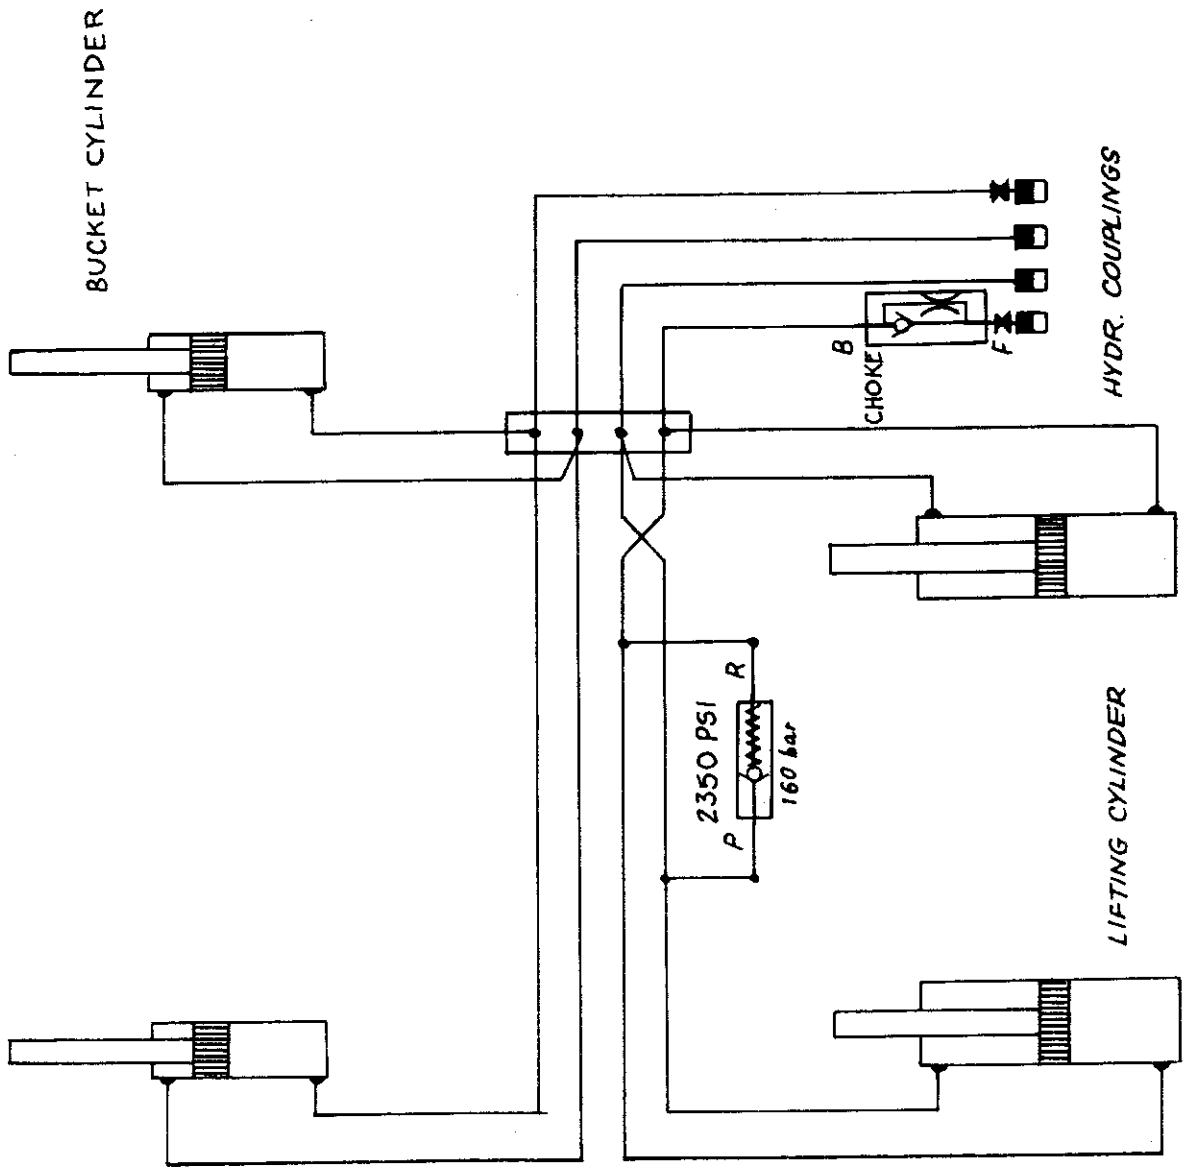 BUCKET CYLINDER
HYDR. COUPLINGS
B
CHOKE
F
R
2350 PSI
160 bar
P
LIFTING CYLINDER